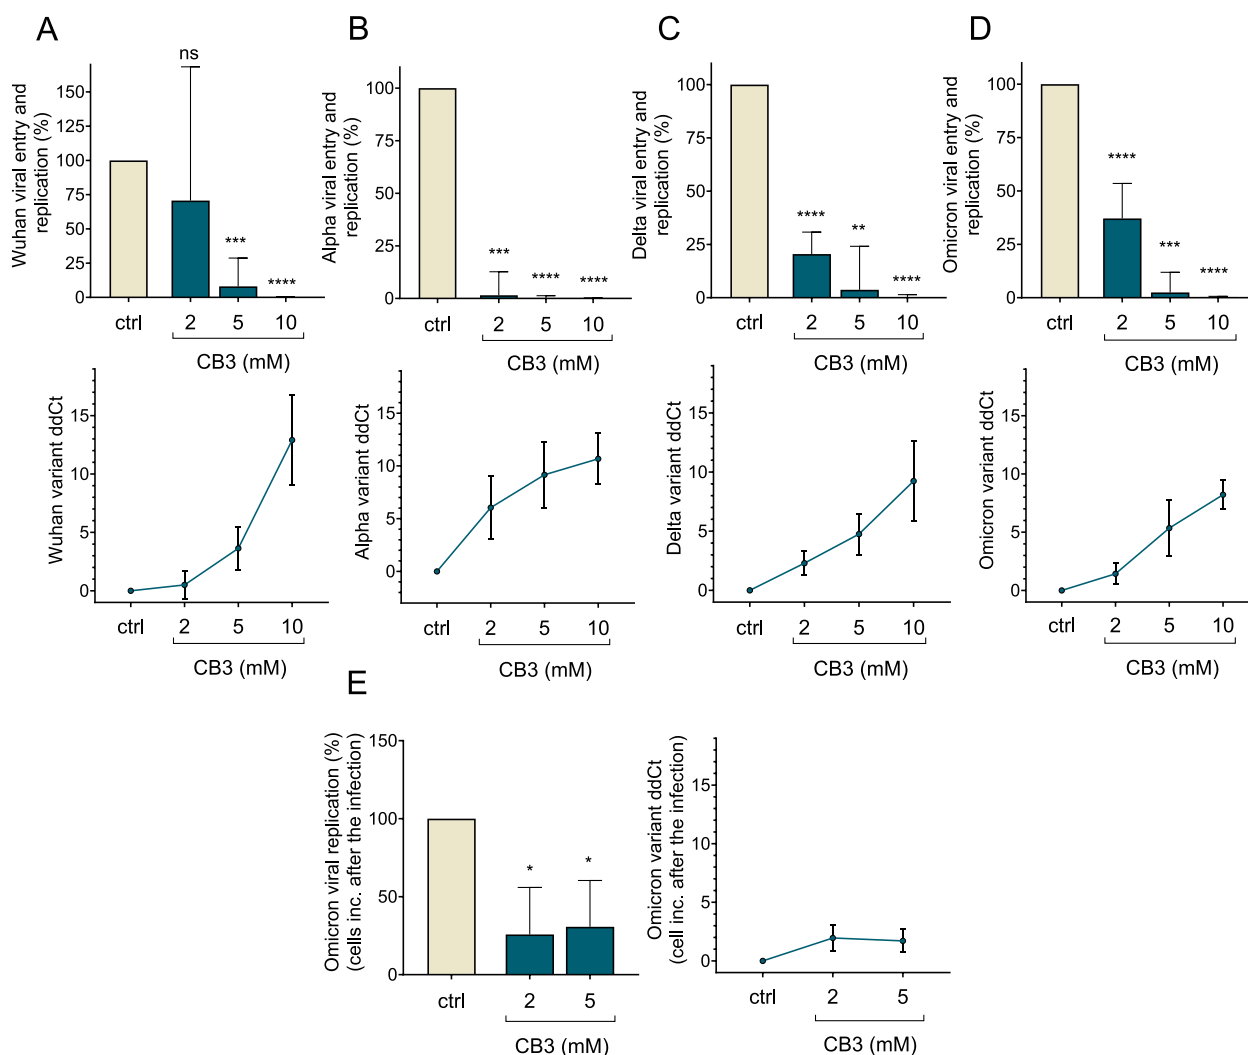 A
Wuhan viral entry and
replication (%)
150
125
100
75
50
25
0
ns
***
****
ctrl
2
5
10
CB3 (mM)
B
Alpha viral entry and
replication (%)
100
75
50
25
0
***
****
****
ctrl
2
5
10
CB3 (mM)
C
Delta viral entry and
replication (%)
100
75
50
25
0
****
**
****
ctrl
2
5
10
CB3 (mM)
D
Omicron viral entry and
replication (%)
100
75
50
25
0
****
***
****
ctrl
2
5
10
CB3 (mM)
Wuhan variant ddCt
15
10
5
0
ctrl
2
5
10
CB3 (mM)
Alpha variant ddCt
15
10
5
0
ctrl
2
5
10
CB3 (mM)
Delta variant ddCt
15
10
5
0
ctrl
2
5
10
CB3 (mM)
Omicron variant ddCt
15
10
5
0
ctrl
2
5
10
CB3 (mM)
E
Omicron viral replication (%)
(cells inc. after the infection)
150
100
50
0
*
*
ctrl
2
5
CB3 (mM)
Omicron variant ddCt
(cell inc. after the infection)
15
10
5
0
ctrl
2
5
CB3 (mM)